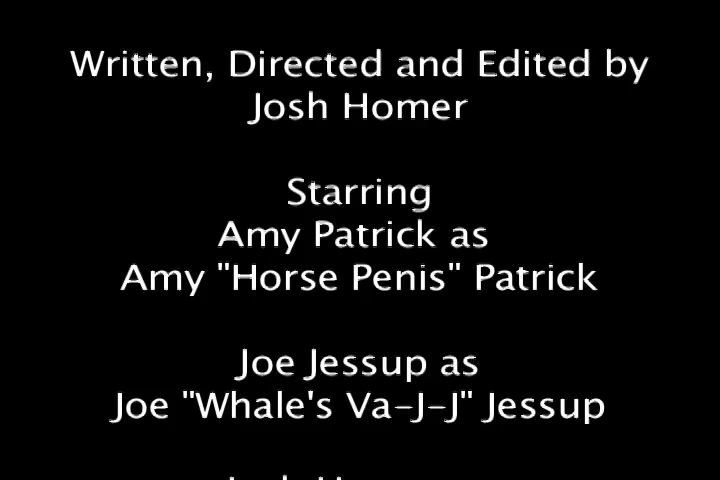 Written, Directed and Edited by
Josh Homer
Starring
Amy Patrick as
Amy "Horse Penis" Patrick
Joe Jessup as
Joe "Whale's Va-J-J" Jessup